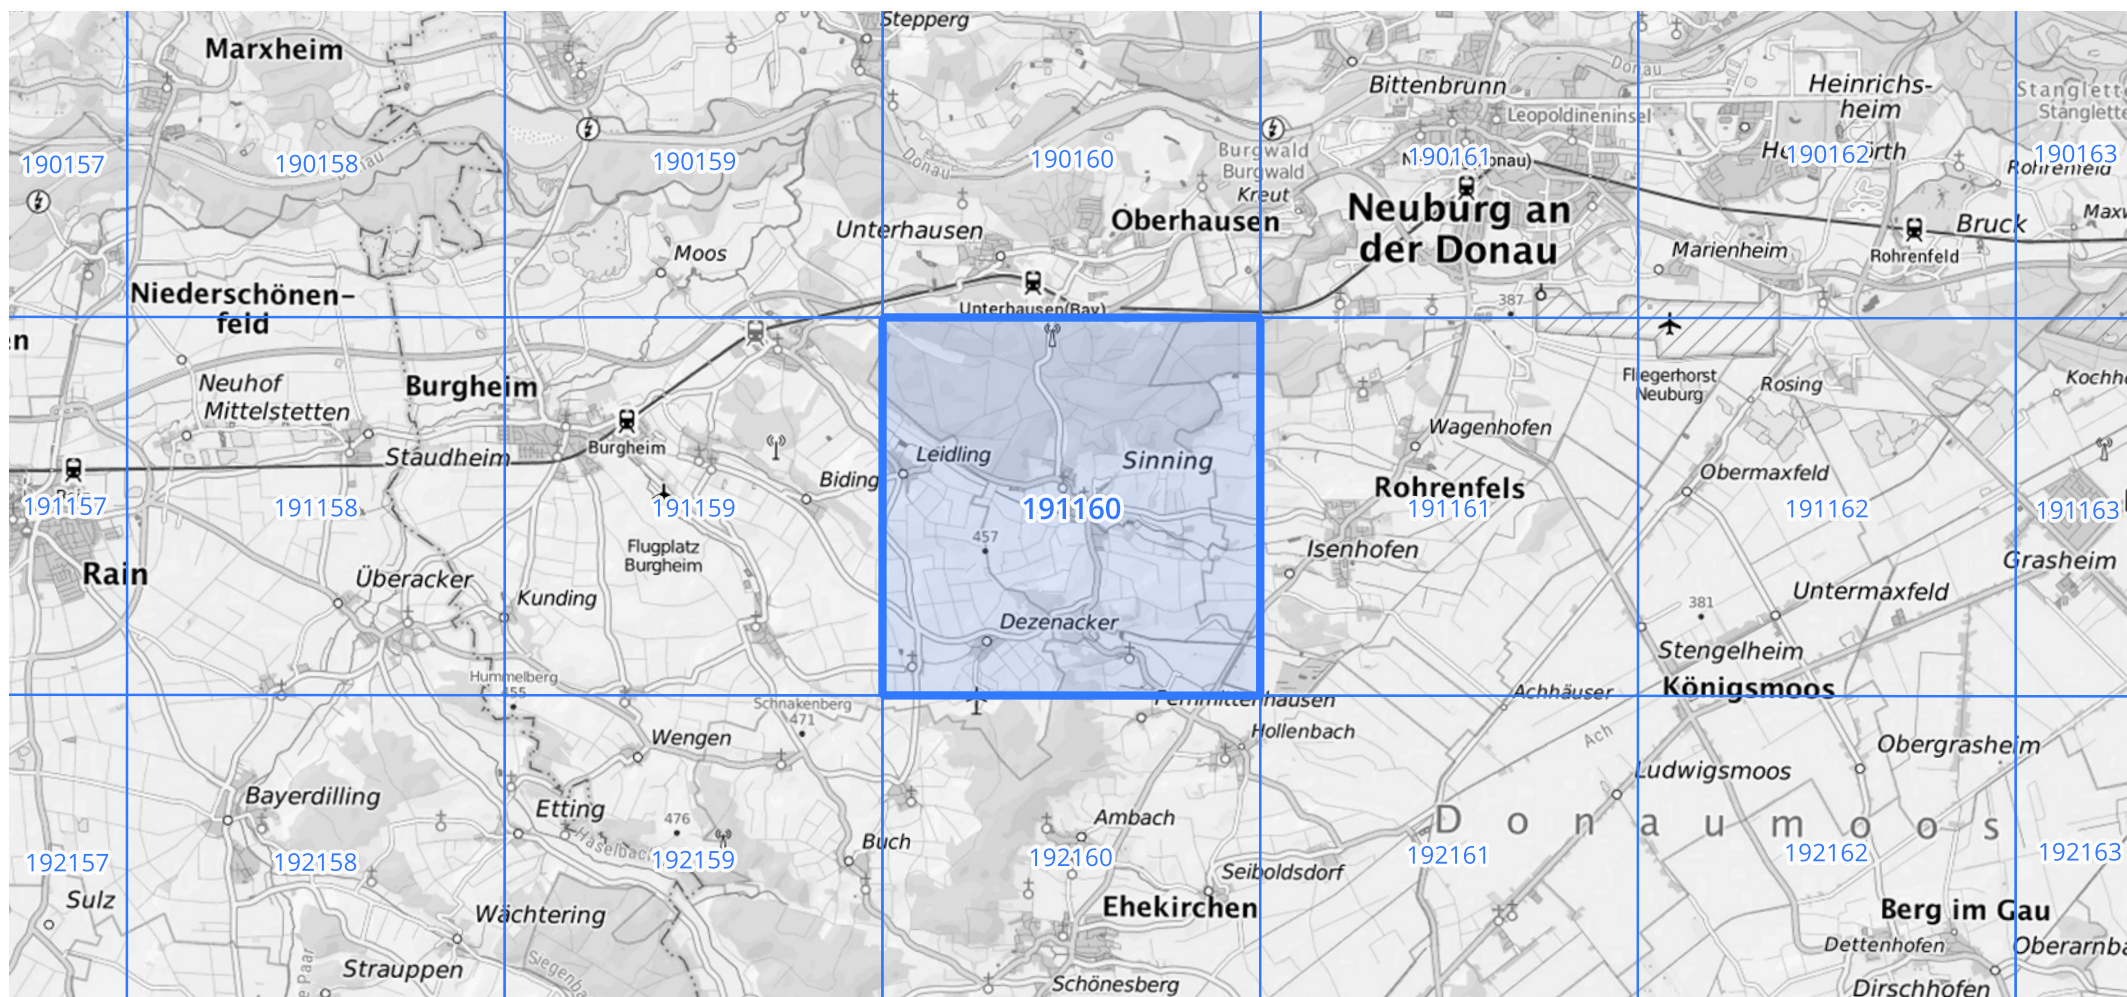 Stepperg
Marxheim
Bittenbrunn
Donau
Heinrichs-
heim
Leopoldineninsel
190157
190158
190159
190160
190161
190162
190163
Donau
Burgwald
Burgwald
Kreut
Rohrenfeld
Neuburg an
der Donau
Unterhausen
Oberhausen
Bruck
Marienheim
Rohrenfeld
Moos
Niederschönen-
feld
Unterhausen(Bay)
387
Neuhof
Mittelstetten
Burgheim
Fliegerhorst
Neuburg
Rosing
Staudheim
Burgheim
Wagenhofen
Leidling
Sinning
Biding
Obermaxfeld
Rohrenfels
191157
191158
191159
191160
191161
191162
191163
457
Flugplatz
Burgheim
Isenhofen
Grasheim
Rain
Überacker
Kunding
Untermaxfeld
381
Dezenacker
Stengelheim
Hummelberg
455
Achhäuser
Königsmoos
Schnakenberg
471
Wengen
Hollenbach
Ach
Obergrasheim
Ludwigsmoos
Bayerdilling
Etting
476
Ambach
Donaumoos
Haselbach
Buch
192157
192158
192159
192160
192161
192162
192163
Seiboldsdorf
Sulz
Wächtering
Ehekirchen
Berg im Gau
Dettenhofen
Oberarnba
Strauppen
Schönesberg
Dirschhofen